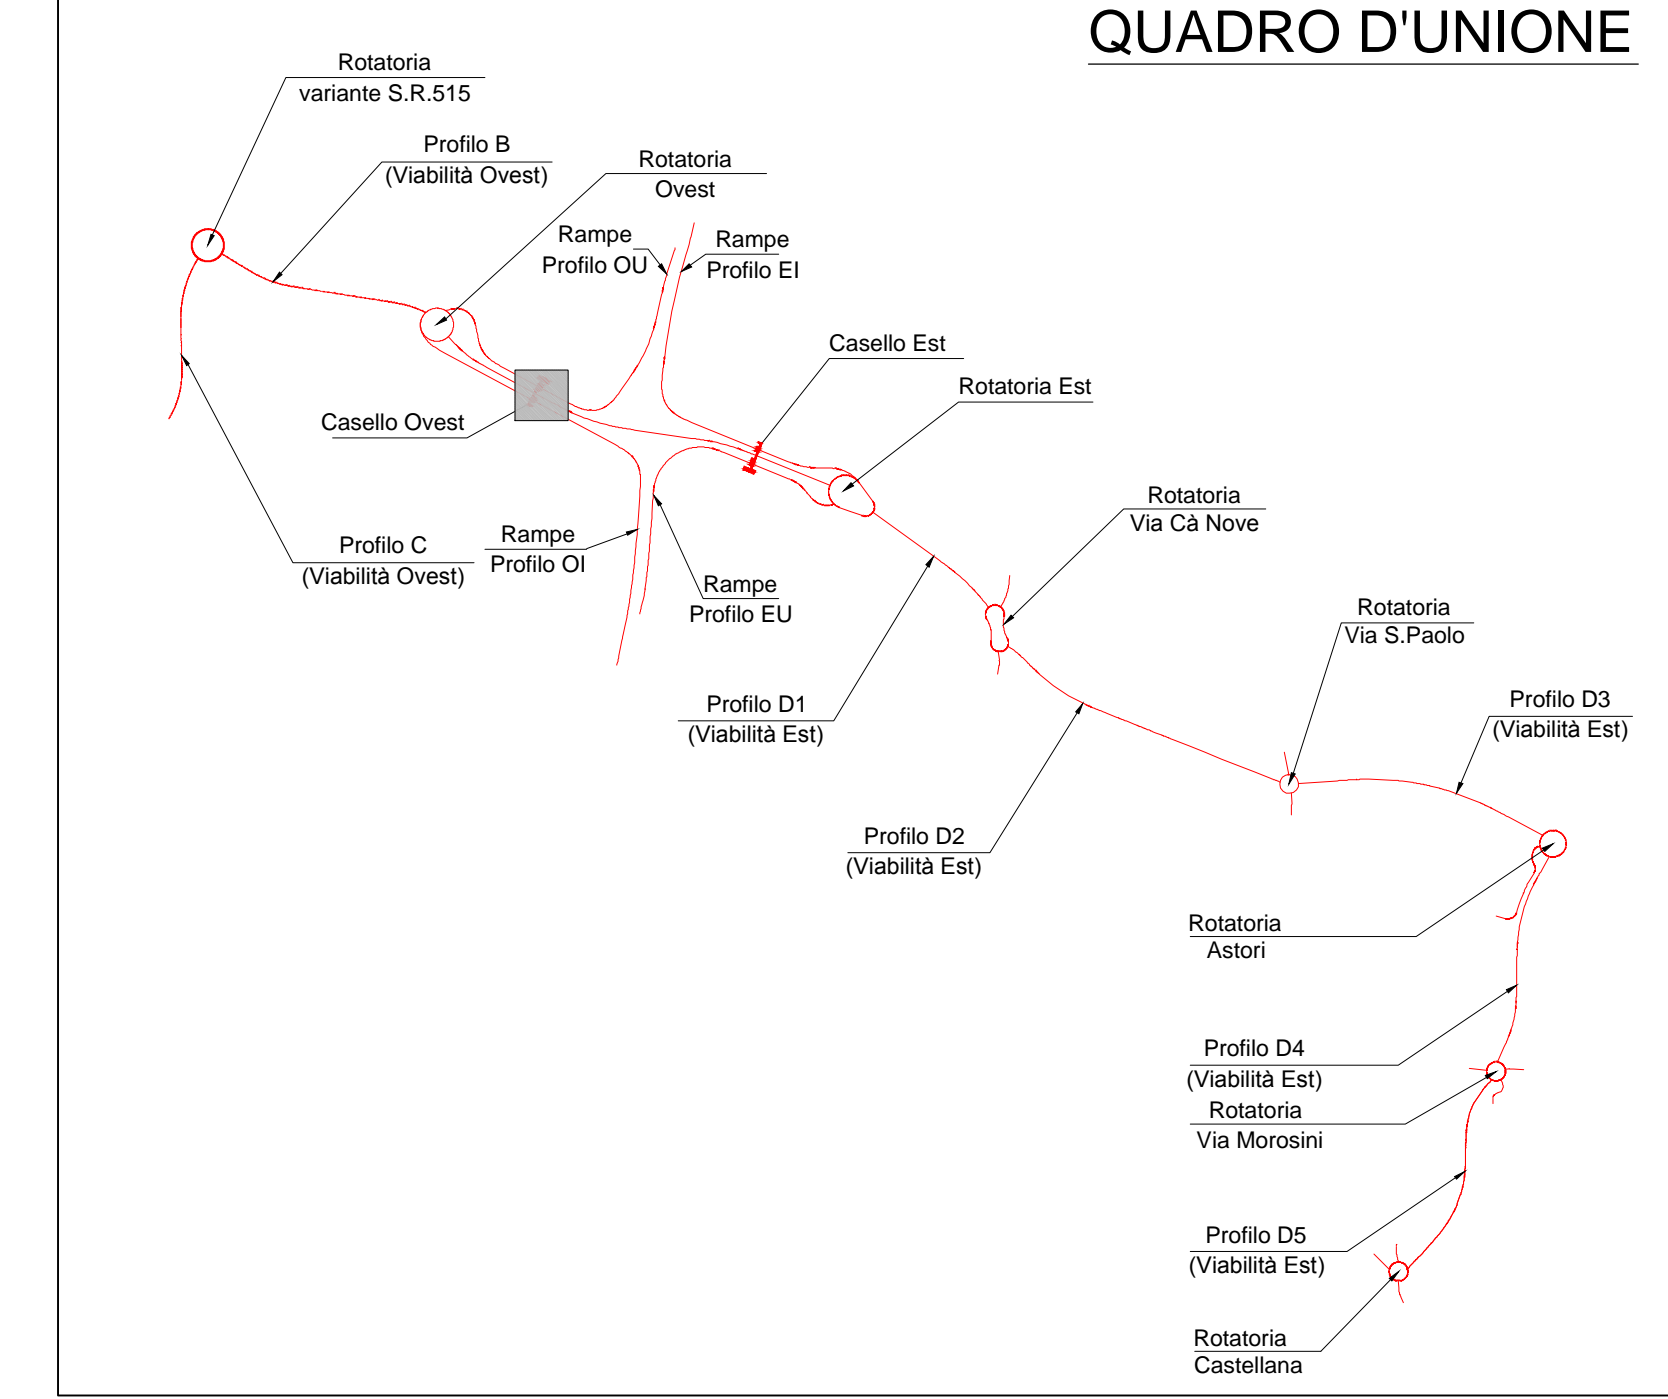 QUADRO D'UNIONE
Rotatoria
variante S.R.515
Profilo B
(Viabilità Ovest)
Rotatoria
Ovest
Rampe
Profilo OU
Rampe
Profilo EI
Casello Est
Rotatoria Est
Casello Ovest
Rotatoria
Via Cà Nove
Profilo C
(Viabilità Ovest)
Rampe
Profilo OI
Rampe
Profilo EU
Rotatoria
Via S.Paolo
Profilo D1
(Viabilità Est)
Profilo D3
(Viabilità Est)
Profilo D2
(Viabilità Est)
Rotatoria
Astori
Profilo D4
(Viabilità Est)
Rotatoria
Via Morosini
Profilo D5
(Viabilità Est)
Rotatoria
Castellana